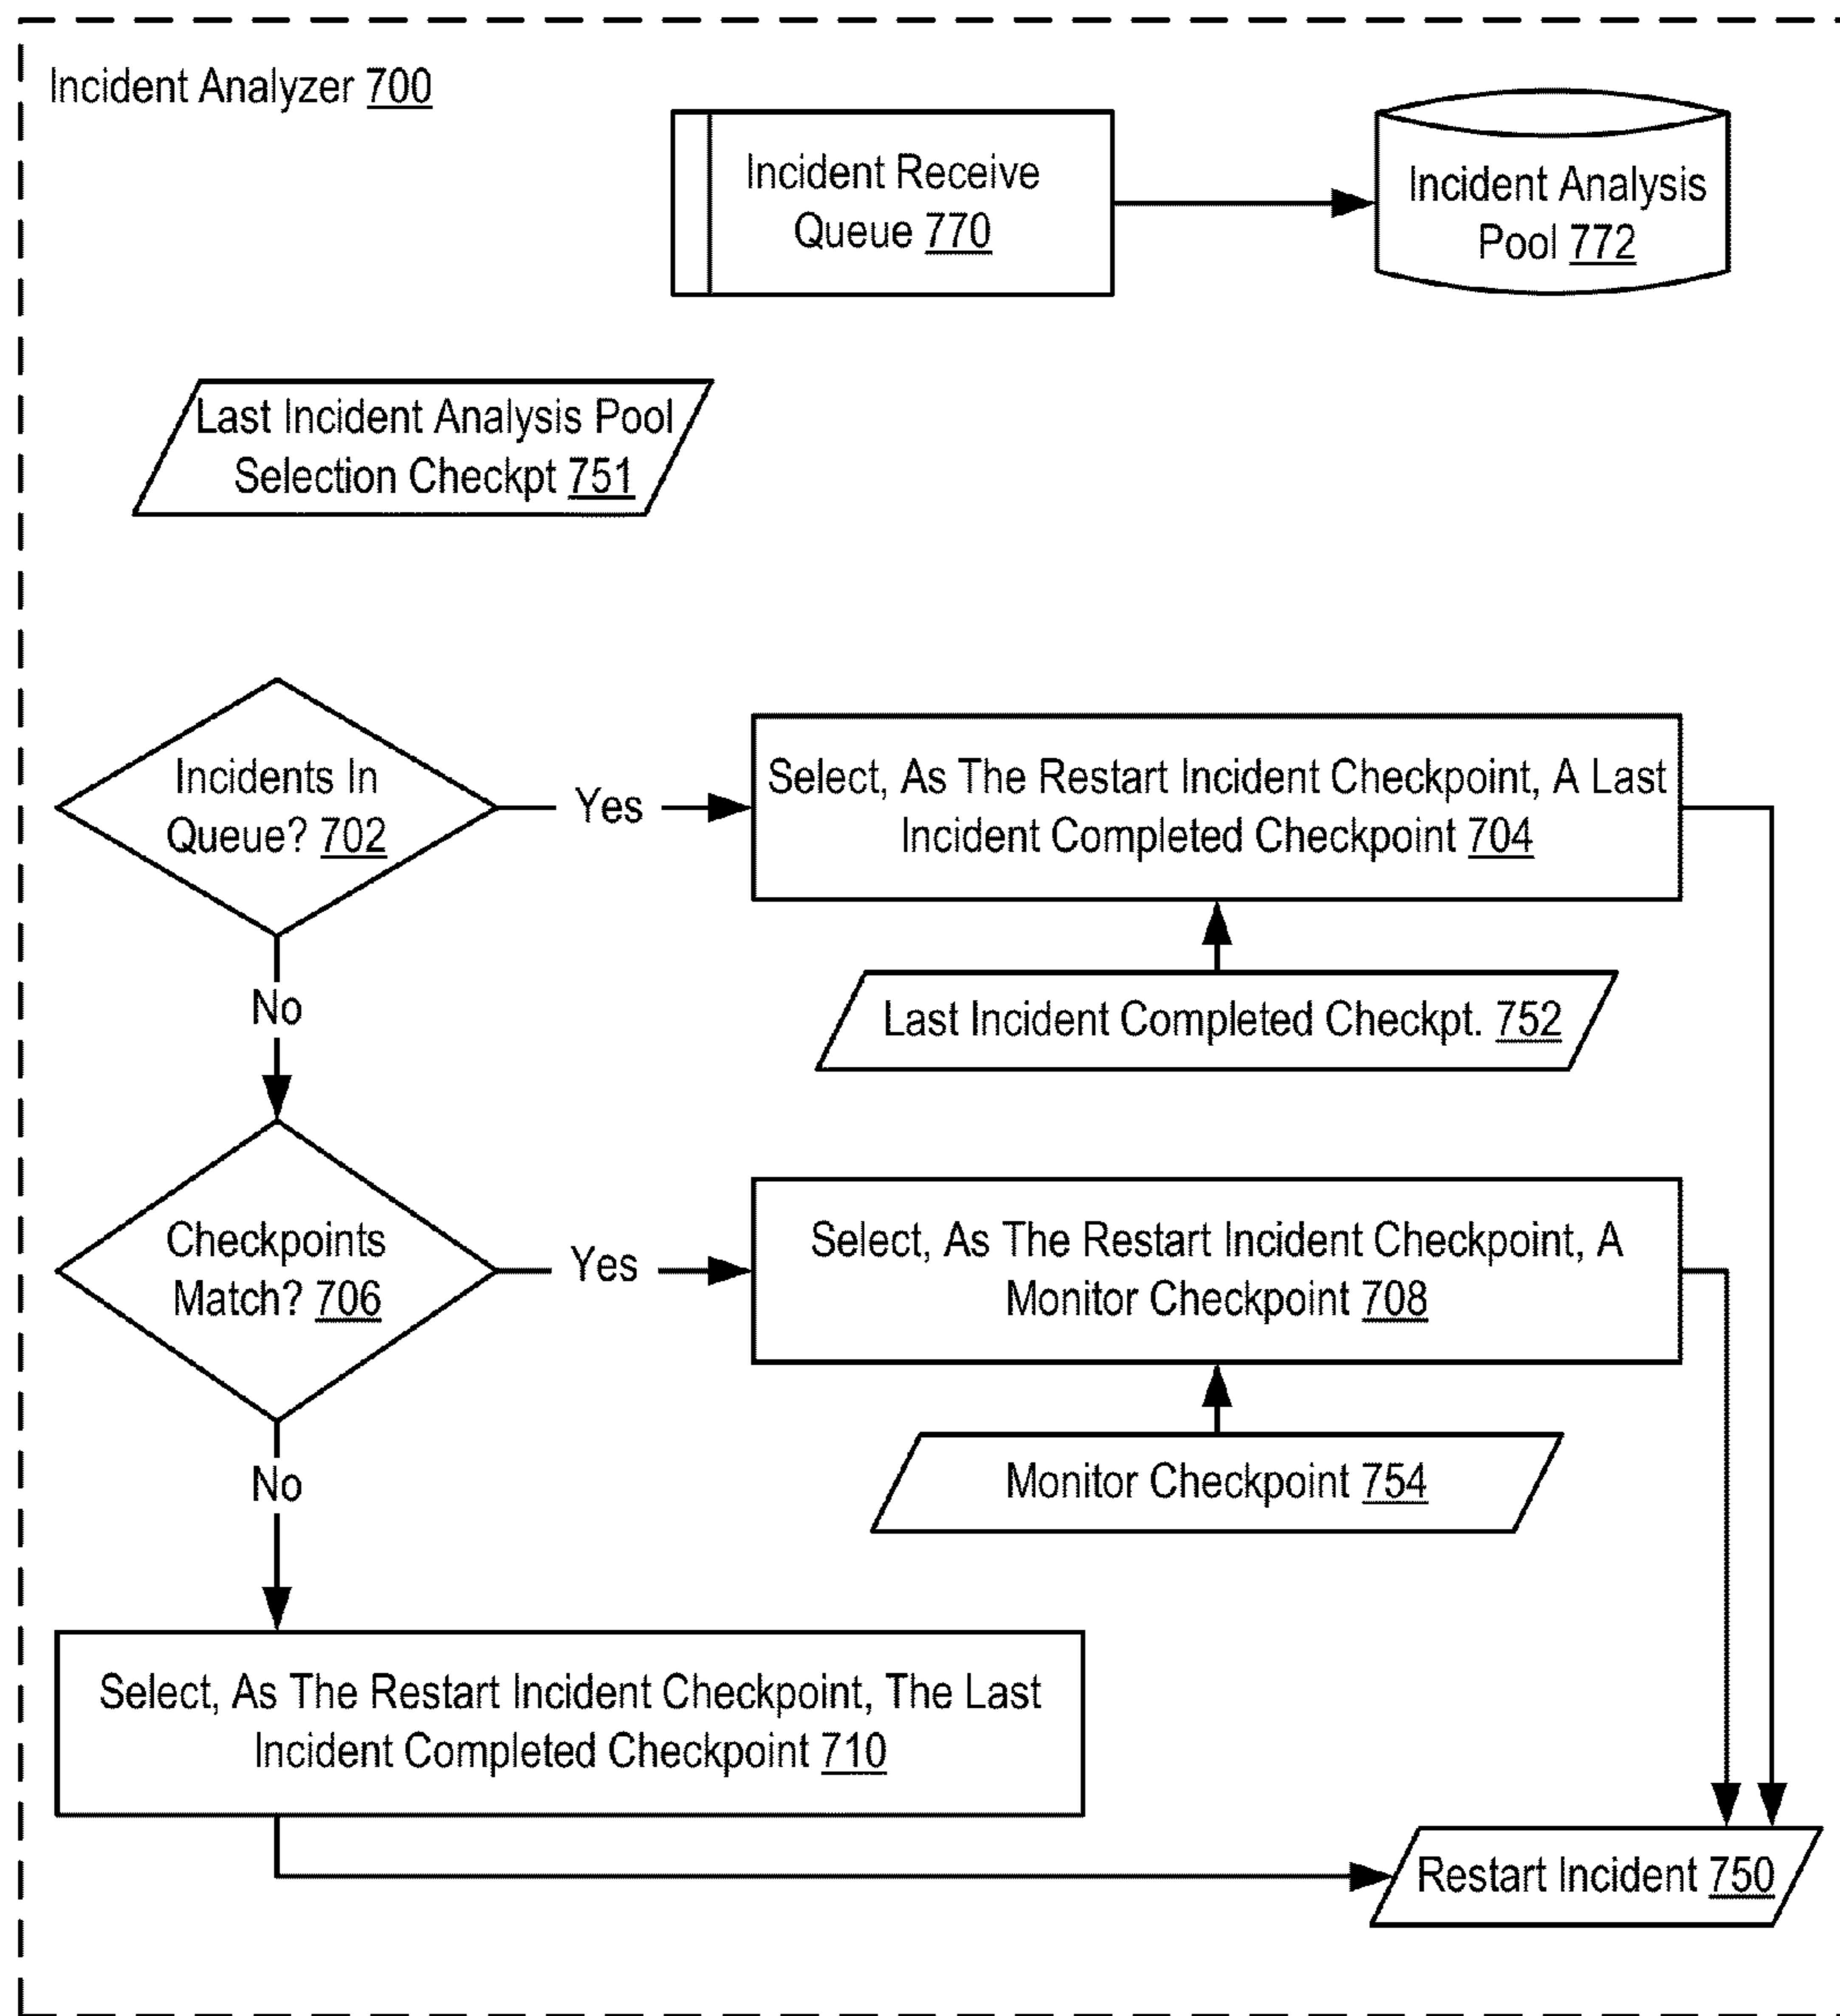 Incident Analyzer 700
Incident Receive
Queue 770
Incident Analysis
Pool 772
Last Incident Analysis Pool
Selection Checkpt 751
Incidents In
Queue? 702
Yes
Select, As The Restart Incident Checkpoint, A Last
Incident Completed Checkpoint 704
No
Last Incident Completed Checkpt. 752
Checkpoints
Match? 706
Yes
Select, As The Restart Incident Checkpoint, A
Monitor Checkpoint 708
No
Monitor Checkpoint 754
Select, As The Restart Incident Checkpoint, The Last
Incident Completed Checkpoint 710
Restart Incident 750